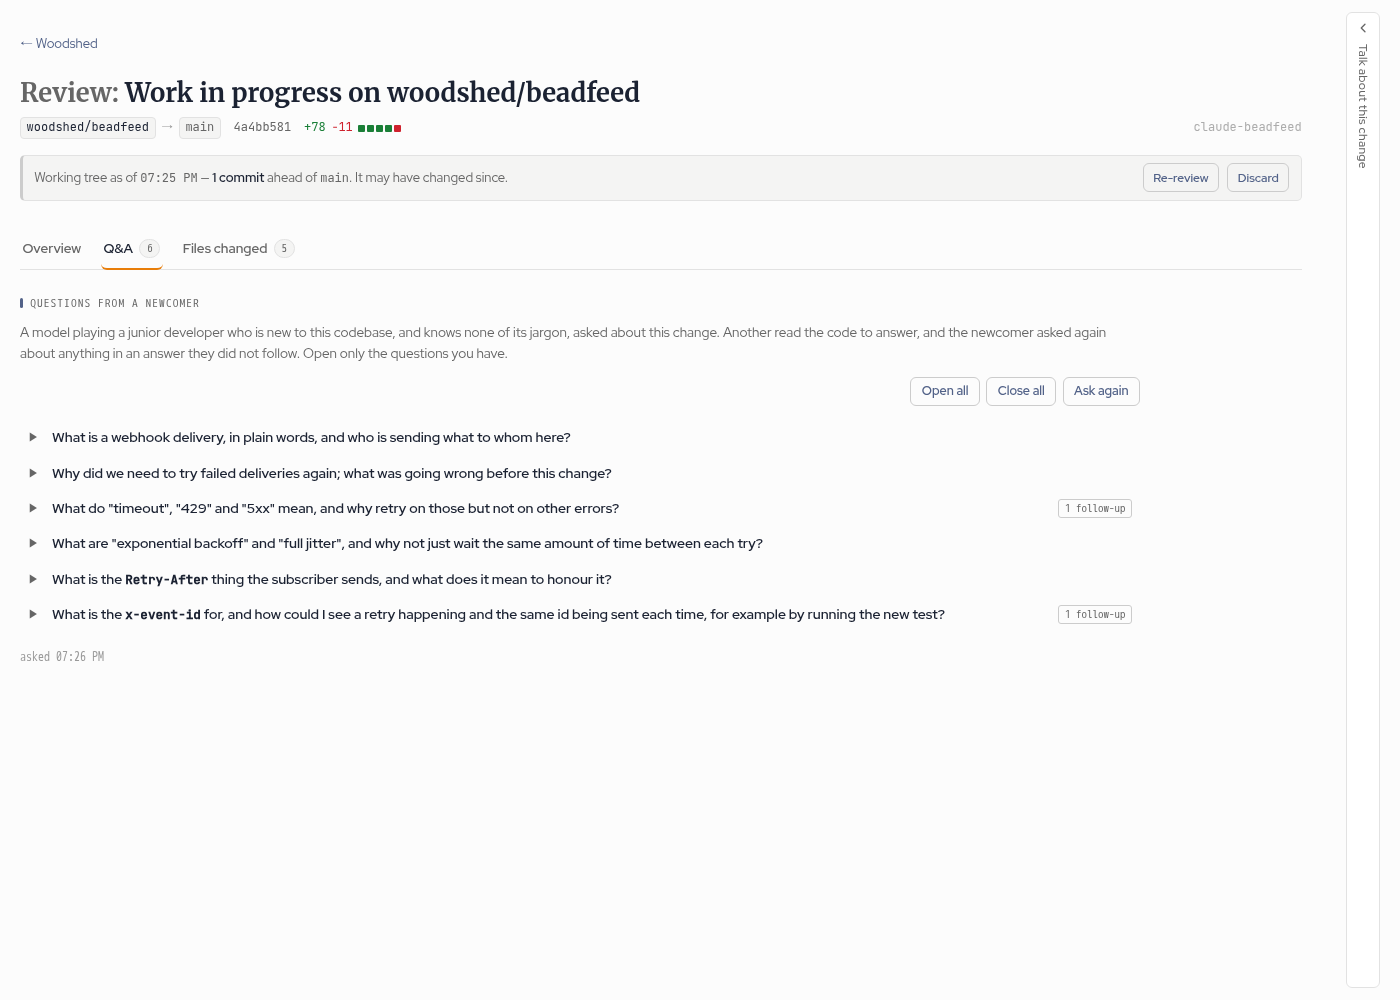 ← Woodshed
Review: Work in progress on woodshed/beadfeed
woodshed/beadfeed → main 4a4bb581 +78 -11 claude-beadfeed
Working tree as of 07:25 PM — 1 commit ahead of main. It may have changed since. Re-review Discard
Overview Q&A 6 Files changed 5
QUESTIONS FROM A NEWCOMER
A model playing a junior developer who is new to this codebase, and knows none of its jargon, asked about this change. Another read the code to answer, and the newcomer asked again
about anything in an answer they did not follow. Open only the questions you have.
Open all Close all Ask again
What is a webhook delivery, in plain words, and who is sending what to whom here?
Why did we need to try failed deliveries again; what was going wrong before this change?
What do "timeout", "429" and "5xx" mean, and why retry on those but not on other errors? 1 follow-up
What are "exponential backoff" and "full jitter", and why not just wait the same amount of time between each try?
What is the Retry-After thing the subscriber sends, and what does it mean to honour it?
What is the x-event-id for, and how could I see a retry happening and the same id being sent each time, for example by running the new test? 1 follow-up
asked 07:26 PM
Talk about this change